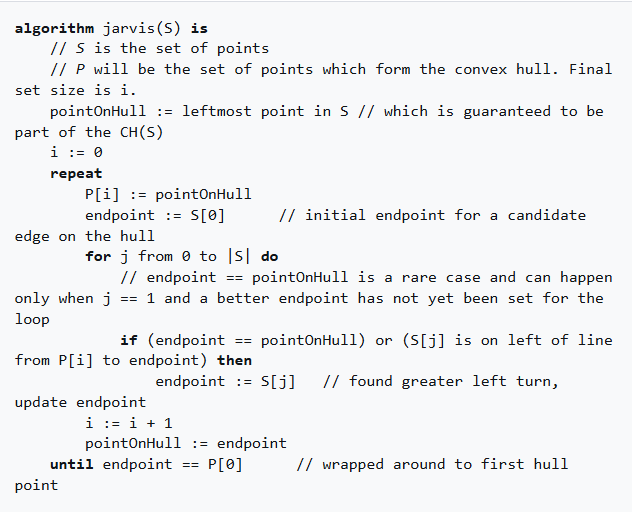 algorithm jarvis(S) is
    // S is the set of points
    // P will be the set of points which form the convex hull. Final
set size is i.
    pointOnHull := leftmost point in S // which is guaranteed to be
part of the CH(S)
    i := 0
    repeat
        P[i] := pointOnHull
        endpoint := S[0]      // initial endpoint for a candidate
edge on the hull
        for j from 0 to |S| do
            // endpoint == pointOnHull is a rare case and can happen
only when j == 1 and a better endpoint has not yet been set for the
loop
            if (endpoint == pointOnHull) or (S[j] is on left of line
from P[i] to endpoint) then
                endpoint := S[j]   // found greater left turn,
update endpoint
        i := i + 1
        pointOnHull := endpoint
    until endpoint == P[0]      // wrapped around to first hull
point